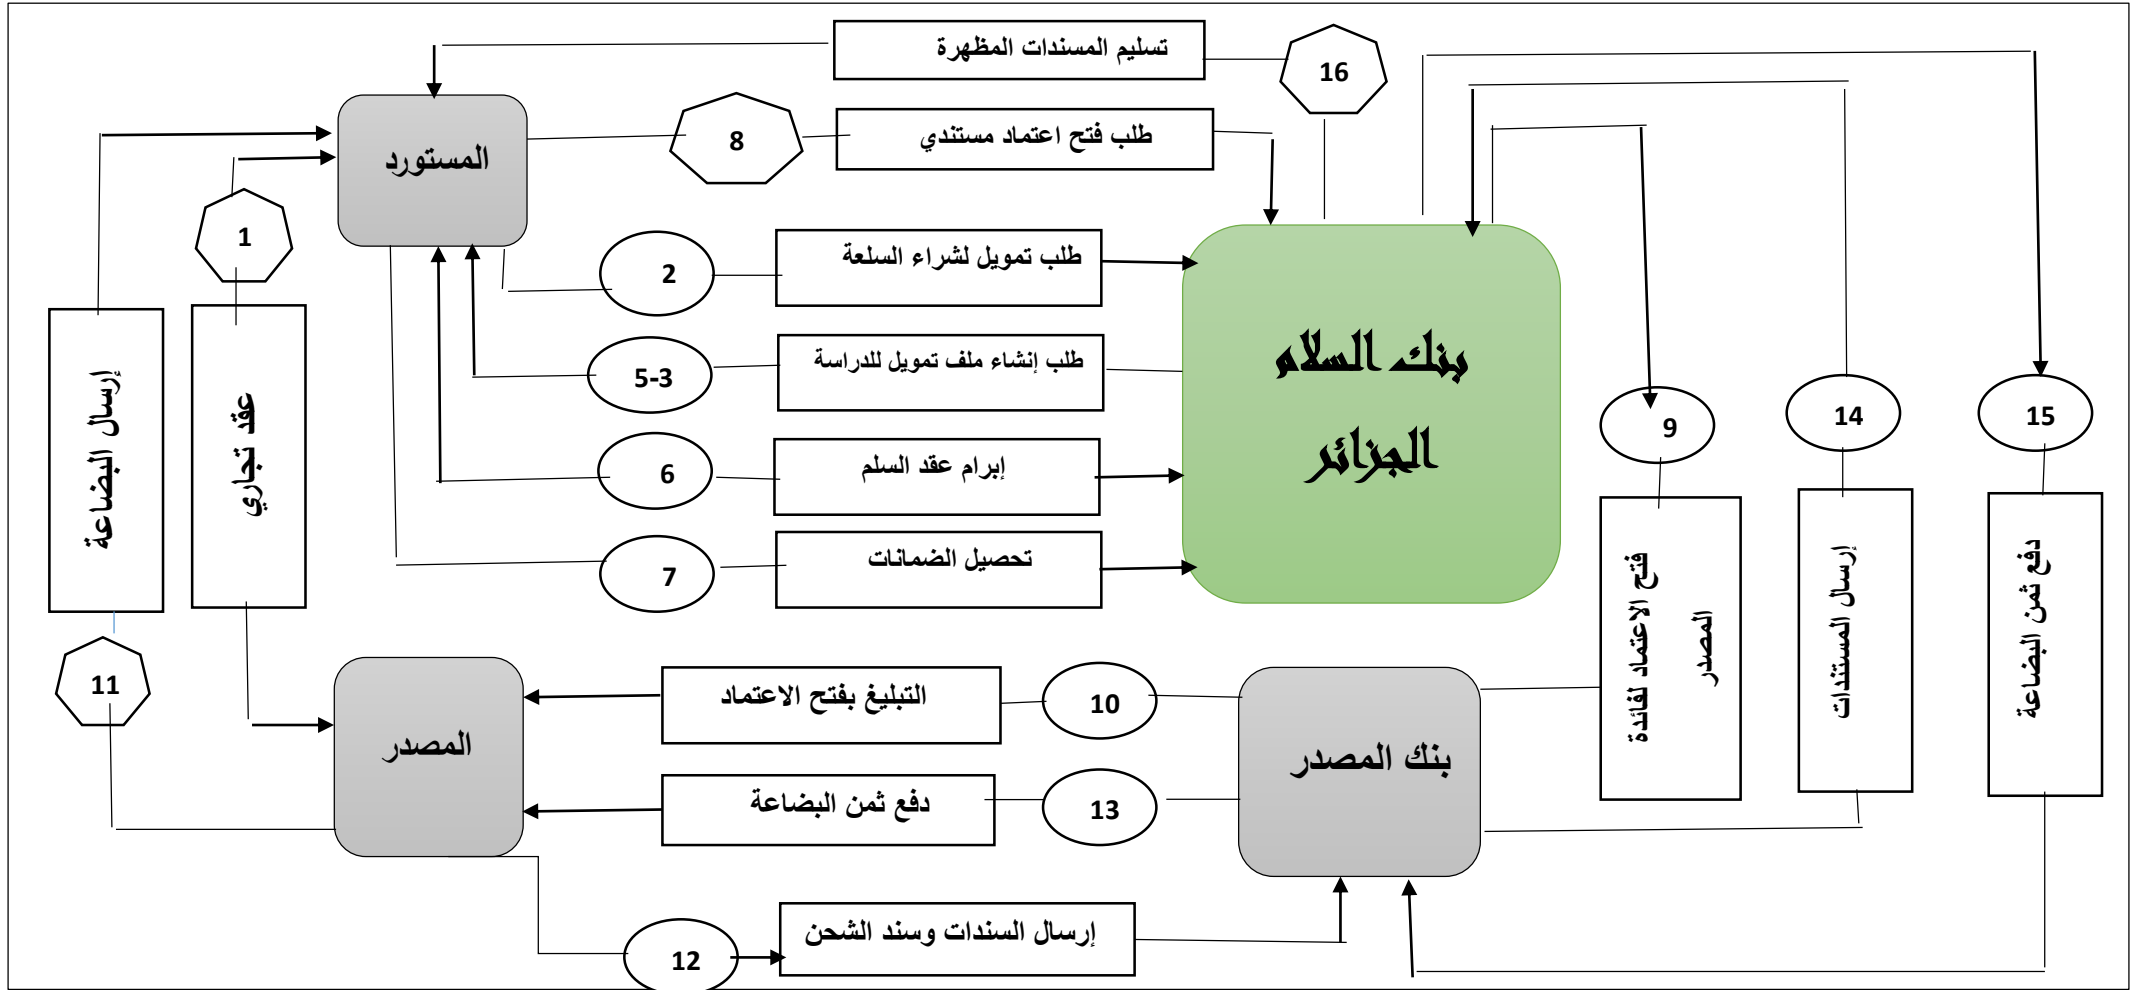 تسليم المسندات المظهرة
16
طلب فتح اعتماد مستندي
8
المستورد
1
2
طلب تمويل لشراء السلعة
5-3
طلب إنشاء ملف تمويل للدراسة
6
إبرام عقد السلم
7
تحصيل الضمانات
بنك السلام
الجزائر
9
14
15
فتح الاعتماد لفائدة
المصدر
إرسال المستندات
دفع ثمن البضاعة
إرسال البضاعة
عقد تجاري
11
المصدر
التبليغ بفتح الاعتماد
10
دفع ثمن البضاعة
13
بنك المصدر
إرسال السندات وسند الشحن
12